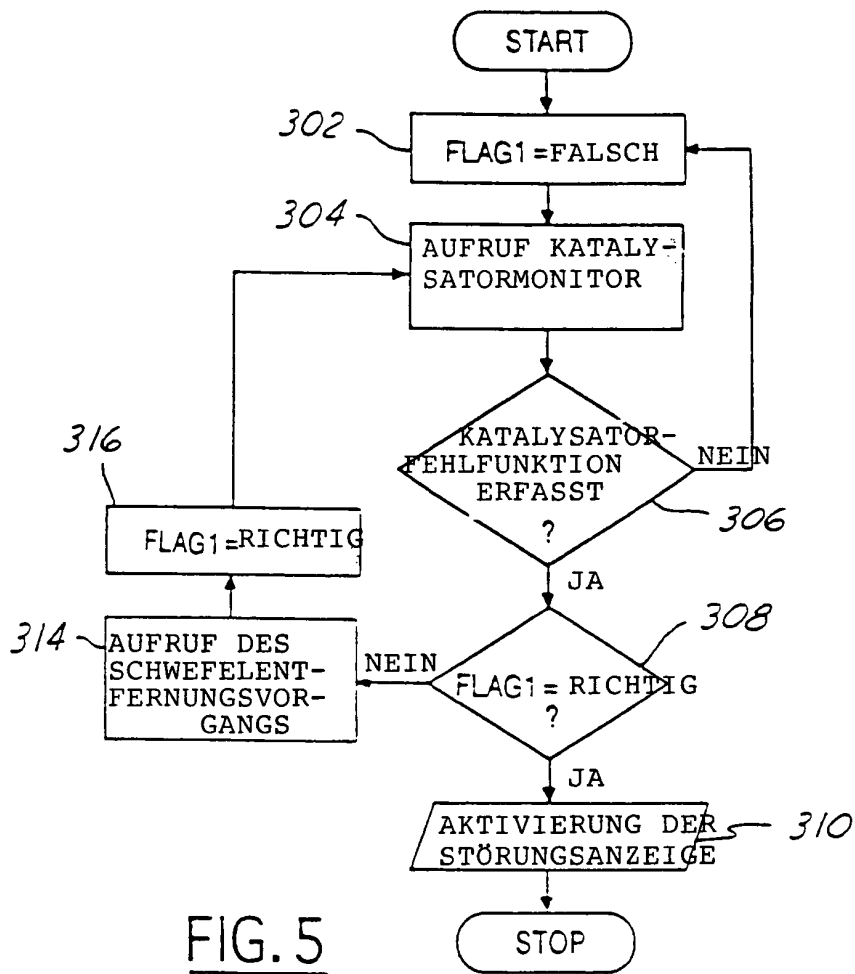 START
302
FLAG1=FALSCH
304
AUFRUF KATALY-
SATORMONITOR
KATALYSATOR-
FEHLFUNKTION
ERFASST
?
NEIN
306
316
FLAG1=RICHTIG
JA
308
314
AUFRUF DES
SCHWEFELENT-
FERNUNGSVOR-
GANGS
NEIN
FLAG1=RICHTIG
?
JA
AKTIVIERUNG DER
STÖRUNGSANZEIGE
310
STOP
FIG. 5